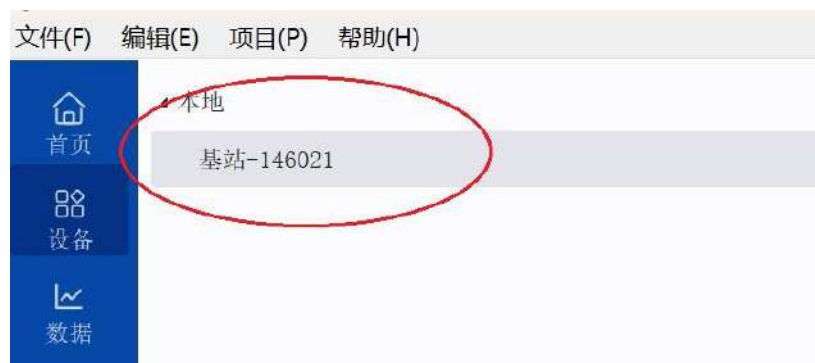 文件(F) 编辑(E) 项目(P) 帮助(H)
本地
首页
基站-146021
设备
数据